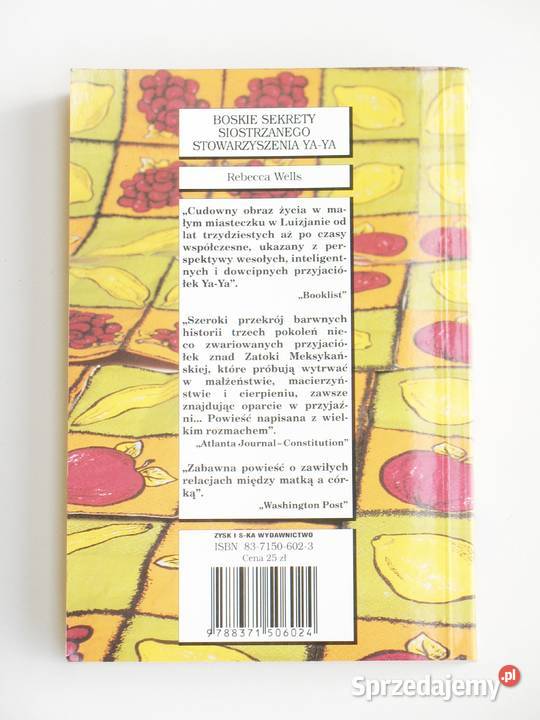 BOSKIE SEKRETY
SIOSTRZANEGO
STOWARZYSZENIA YA-YA
Rebecca Wells
„Cudowny obraz życia w ma-
łym miasteczku w Luizjanie od
lat trzydziestych aż po czasy
współczesne, ukazany z per-
spektywy wesołych, inteligent-
nych i dowcipnych przyjació-
łek Ya-Ya”.
„Booklist”
„Szeroki przekrój barwnych
historii trzech pokoleń nie-
co zwariowanych przyjació-
łek znad Zatoki Meksykań-
skiej, które próbują wytrwać
w małżeństwie, macierzyń-
stwie i cierpieniu, zawsze
znajdując oparcie w przyjaź-
ni... Powieść napisana z wiel-
kim rozmachem”.
„Atlanta Journal–Constitution”
„Zabawna powieść o zawiłych
relacjach między matką a cór-
ką”.
„Washington Post”
ZYSK I S-KA WYDAWNICTWO
ISBN 83-7150-602-3
Cena 25 zł
9 788371 506024
Sprzedajemy.pl